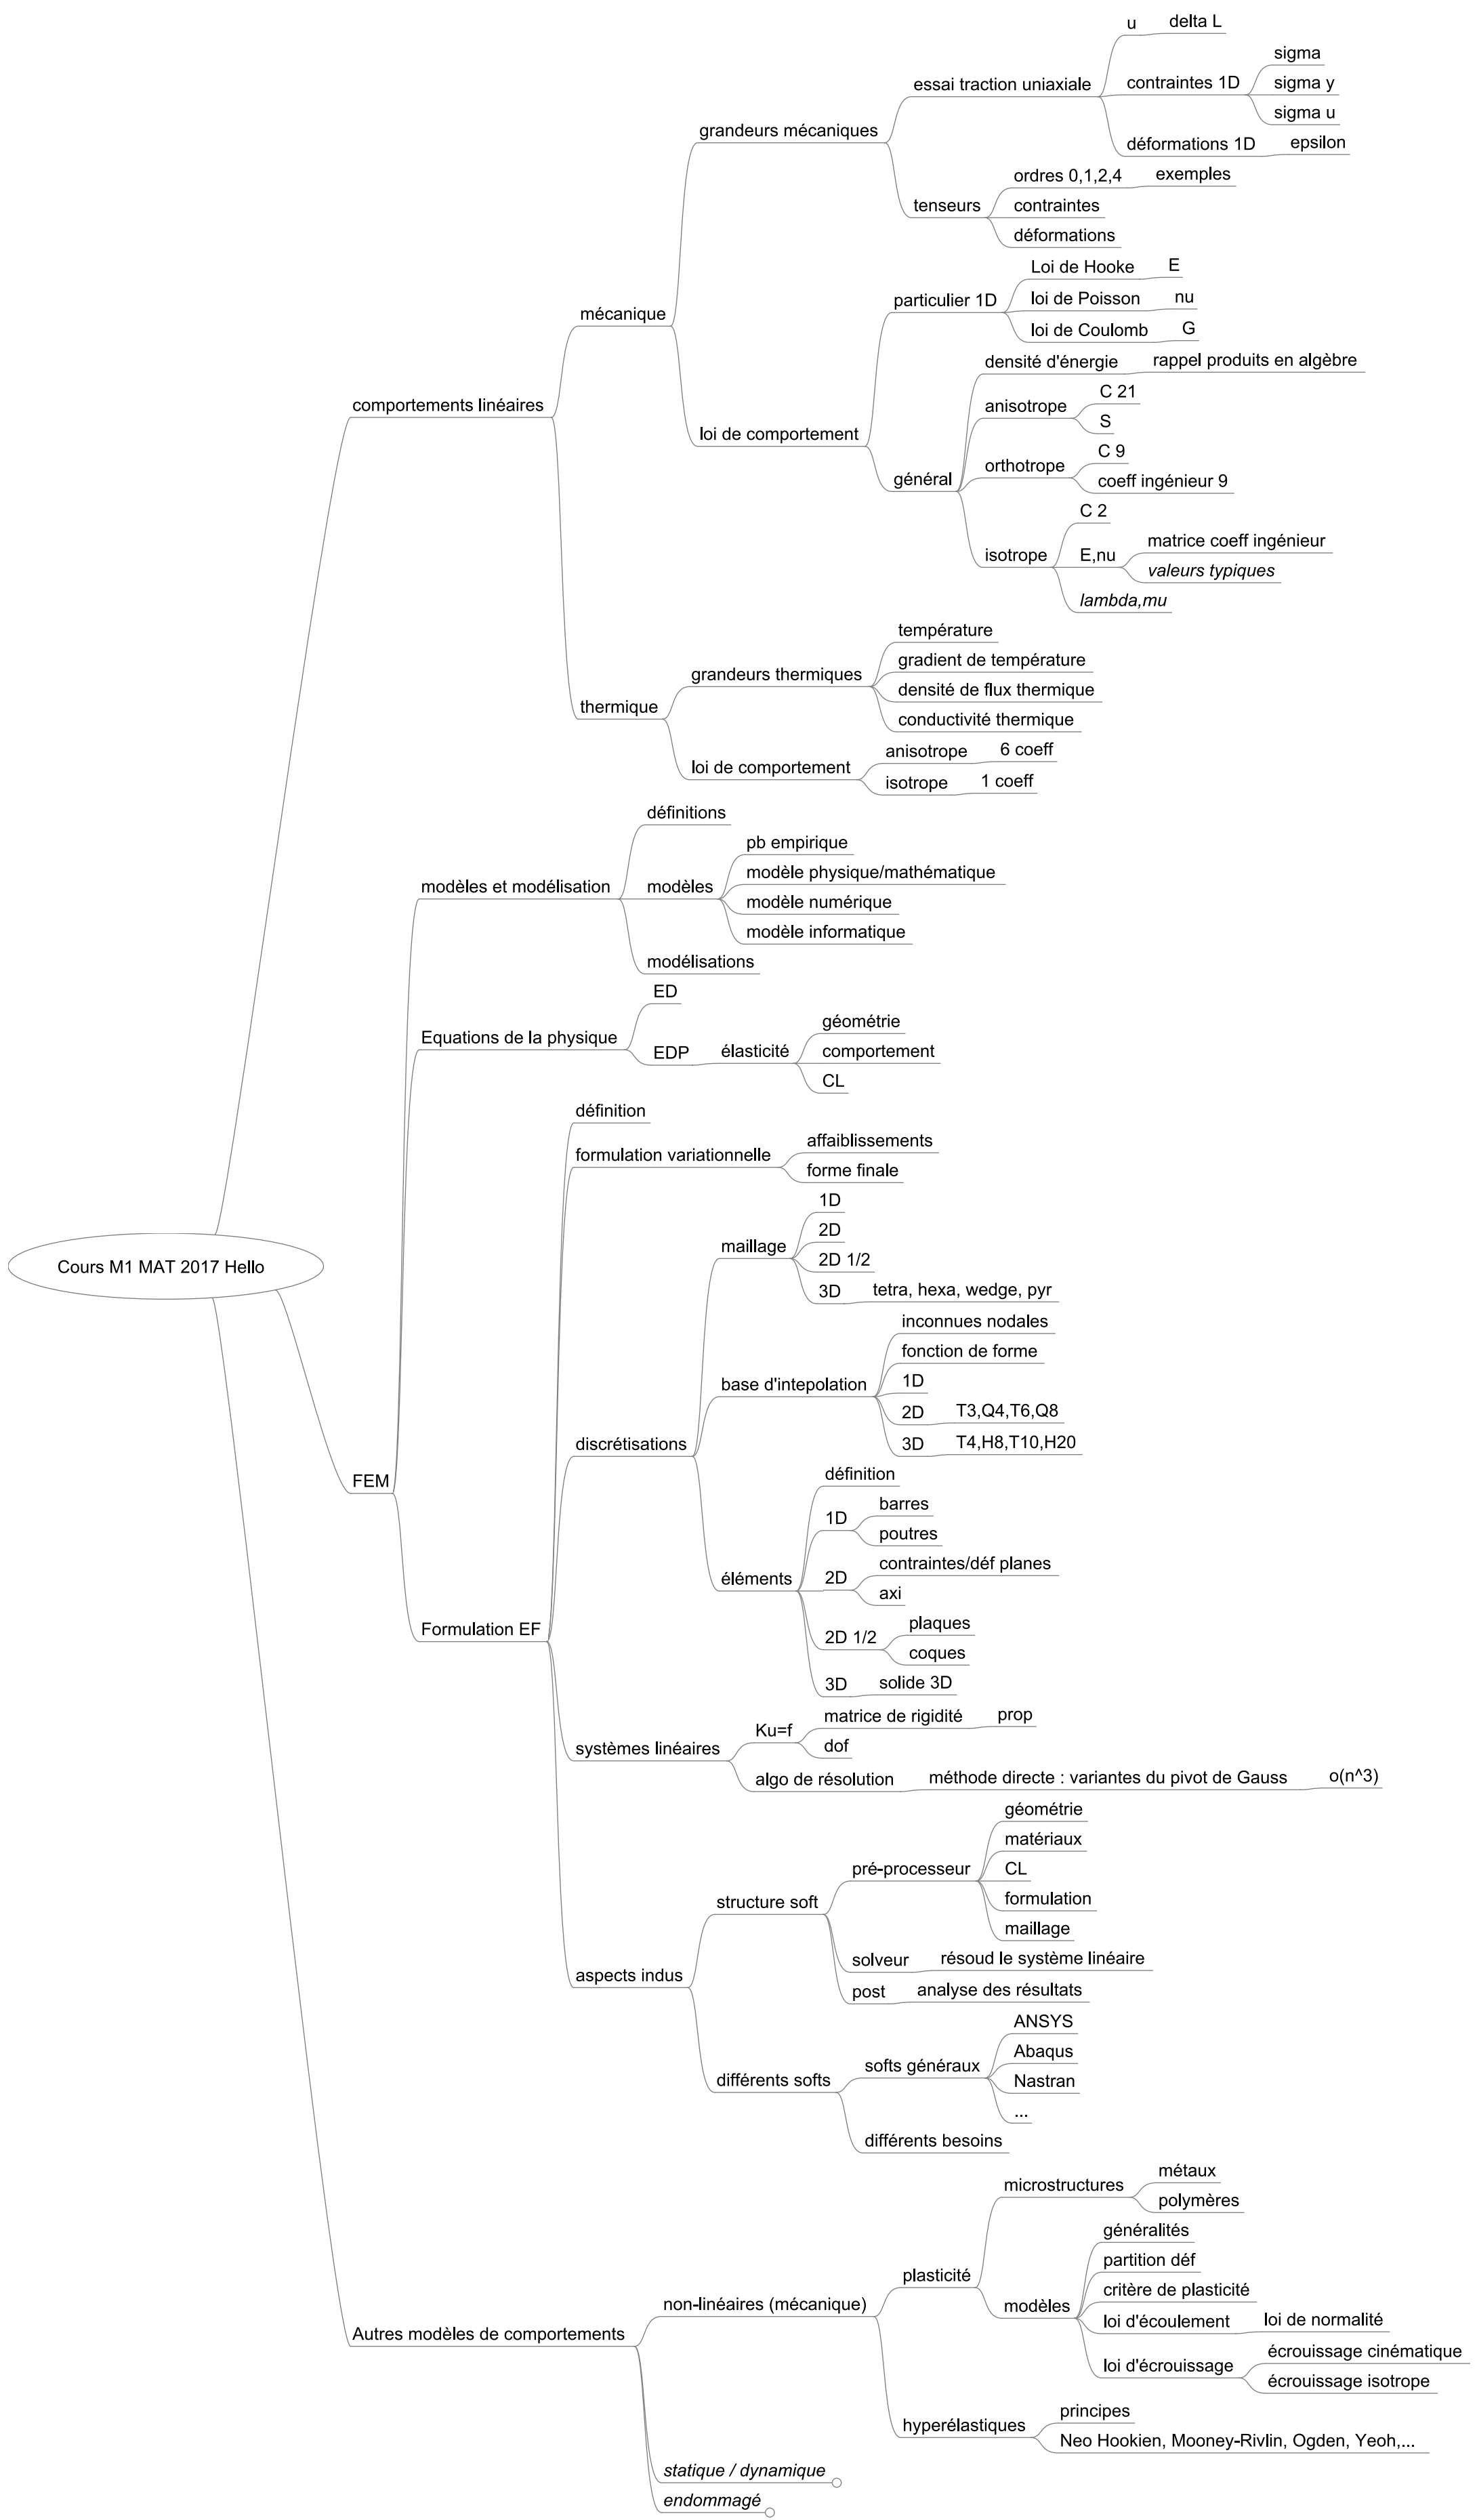 u
delta L
essai traction uniaxiale
contraintes 1D
sigma
sigma y
sigma u
déformations 1D
epsilon
grandeurs mécaniques
tenseurs
ordres 0,1,2,4
exemples
contraintes
déformations
mécanique
loi de comportement
particulier 1D
Loi de Hooke
E
loi de Poisson
nu
loi de Coulomb
G
général
densité d'énergie
rappel produits en algèbre
anisotrope
C 21
S
orthotrope
C 9
coeff ingénieur 9
isotrope
C 2
E,nu
matrice coeff ingénieur
valeurs typiques
lambda,mu
comportements linéaires
thermique
grandeurs thermiques
température
gradient de température
densité de flux thermique
conductivité thermique
loi de comportement
anisotrope
6 coeff
isotrope
1 coeff
modèles et modélisation
définitions
modèles
pb empirique
modèle physique/mathématique
modèle numérique
modèle informatique
modélisations
Equations de la physique
ED
EDP
élasticité
géométrie
comportement
CL
Cours M1 MAT 2017 Hello
FEM
Formulation EF
définition
formulation variationnelle
affaiblissements
forme finale
discrétisations
maillage
1D
2D
2D 1/2
3D
tetra, hexa, wedge, pyr
base d'intepolation
inconnues nodales
fonction de forme
1D
2D
T3,Q4,T6,Q8
3D
T4,H8,T10,H20
éléments
définition
1D
barres
poutres
2D
contraintes/déf planes
axi
2D 1/2
plaques
coques
3D
solide 3D
systèmes linéaires
Ku=f
matrice de rigidité
prop
dof
algo de résolution
méthode directe : variantes du pivot de Gauss
o(n^3)
aspects indus
structure soft
pré-processeur
géométrie
matériaux
CL
formulation
maillage
solveur
résoud le système linéaire
post
analyse des résultats
différents softs
softs généraux
ANSYS
Abaqus
Nastran
...
différents besoins
Autres modèles de comportements
non-linéaires (mécanique)
plasticité
microstructures
métaux
polymères
modèles
généralités
partition déf
critère de plasticité
loi d'écoulement
loi de normalité
loi d'écrouissage
écrouissage cinématique
écrouissage isotrope
hyperélastiques
principes
Neo Hookien, Mooney-Rivlin, Ogden, Yeoh,...
statique / dynamique
endommagé